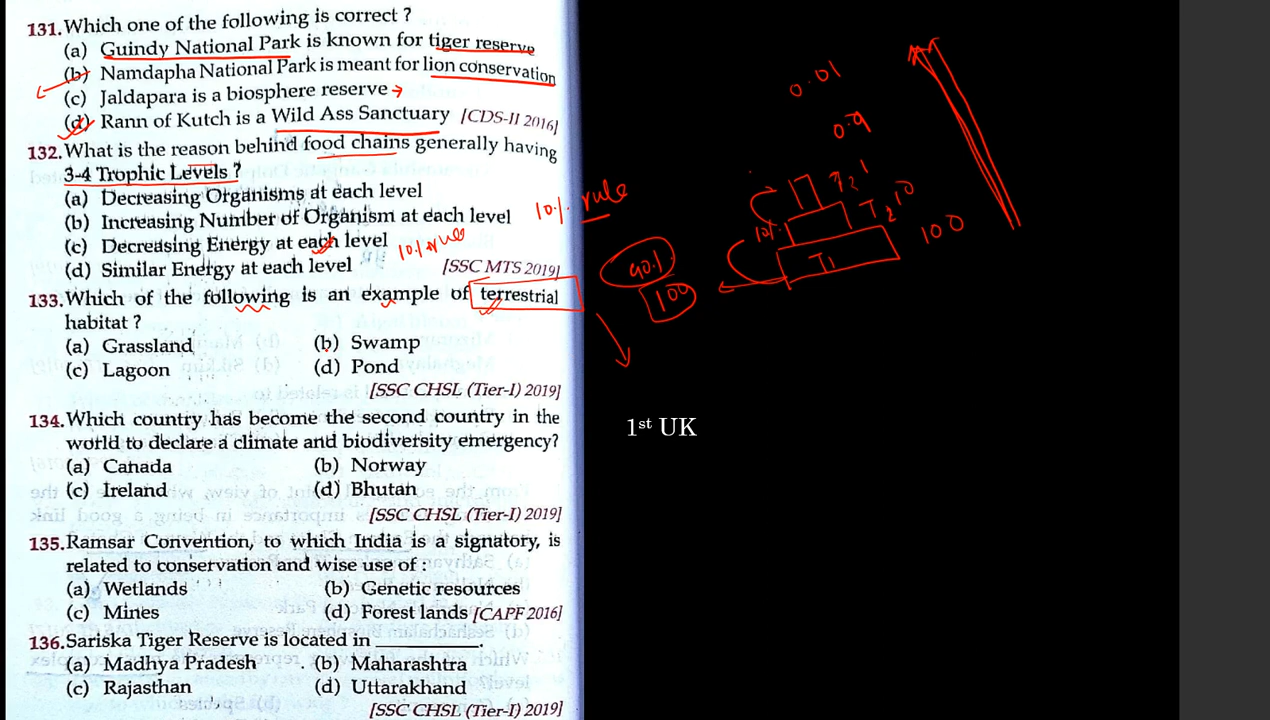 131. Which one of the following is correct ?
(a) Guindy National Park is known for tiger reserve
(b) Namdapha National Park is meant for lion conservation
(c) Jaldapara is a biosphere reserve
(d) Rann of Kutch is a Wild Ass Sanctuary [CDS-II 2016]
132. What is the reason behind food chains generally having
3-4 Trophic Levels ?
(a) Decreasing Organisms at each level
(b) Increasing Number of Organism at each level
(c) Decreasing Energy at each level
(d) Similar Energy at each level [SSC MTS 2019]
133. Which of the following is an example of terrestrial
habitat ?
(a) Grassland (b) Swamp
(c) Lagoon (d) Pond
[SSC CHSL (Tier-I) 2019]
134. Which country has become the second country in the
world to declare a climate and biodiversity emergency?
(a) Canada (b) Norway
(c) Ireland (d) Bhutan
[SSC CHSL (Tier-I) 2019]
135. Ramsar Convention, to which India is a signatory, is
related to conservation and wise use of :
(a) Wetlands (b) Genetic resources
(c) Mines (d) Forest lands [CAPF 2016]
136. Sariska Tiger Reserve is located in __________.
(a) Madhya Pradesh (b) Maharashtra
(c) Rajasthan (d) Uttarakhand
[SSC CHSL (Tier-I) 2019]
10% rule
10% rule
0.01
T2 10
10%
T1
100
90%
100
1st UK